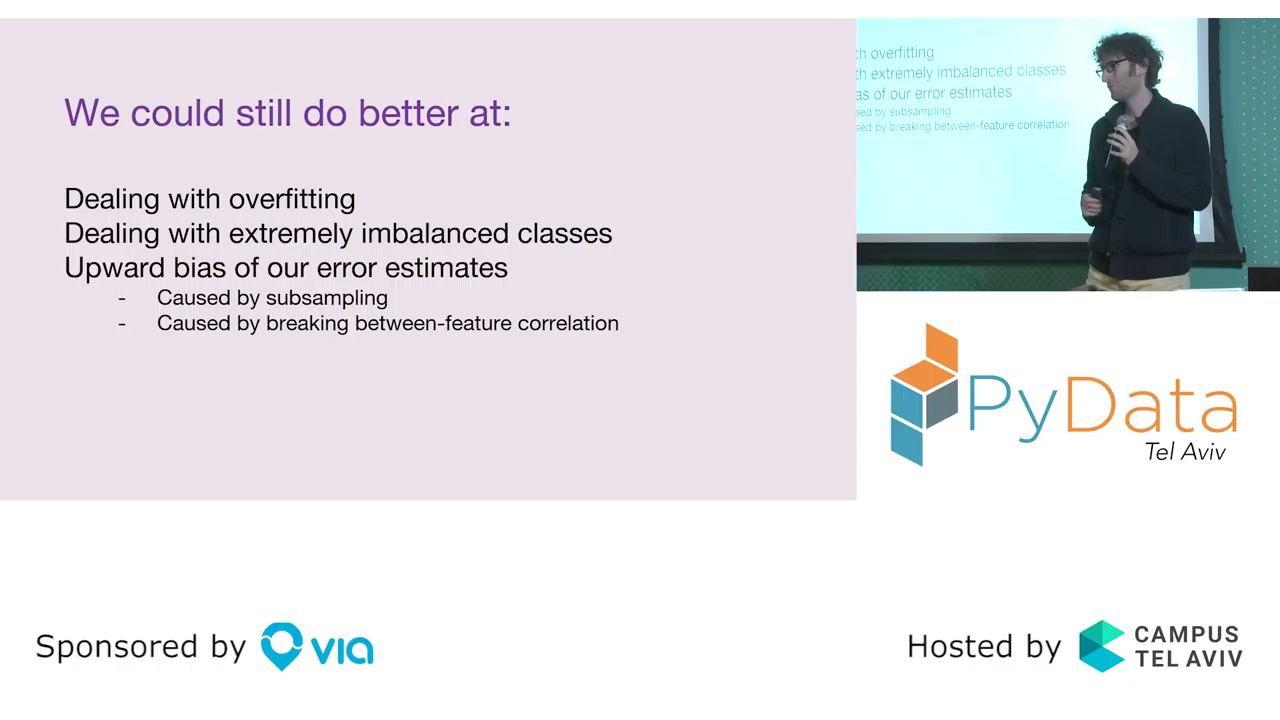 We could still do better at:
Dealing with overfitting
Dealing with extremely imbalanced classes
Upward bias of our error estimates
- Caused by subsampling
- Caused by breaking between-feature correlation
th overfitting
th extremely imbalanced classes
as of our error estimates
sed by subsampling
sed by breaking between-feature correlation
PyData
Tel Aviv
Sponsored by via
Hosted by CAMPUS
TEL AVIV